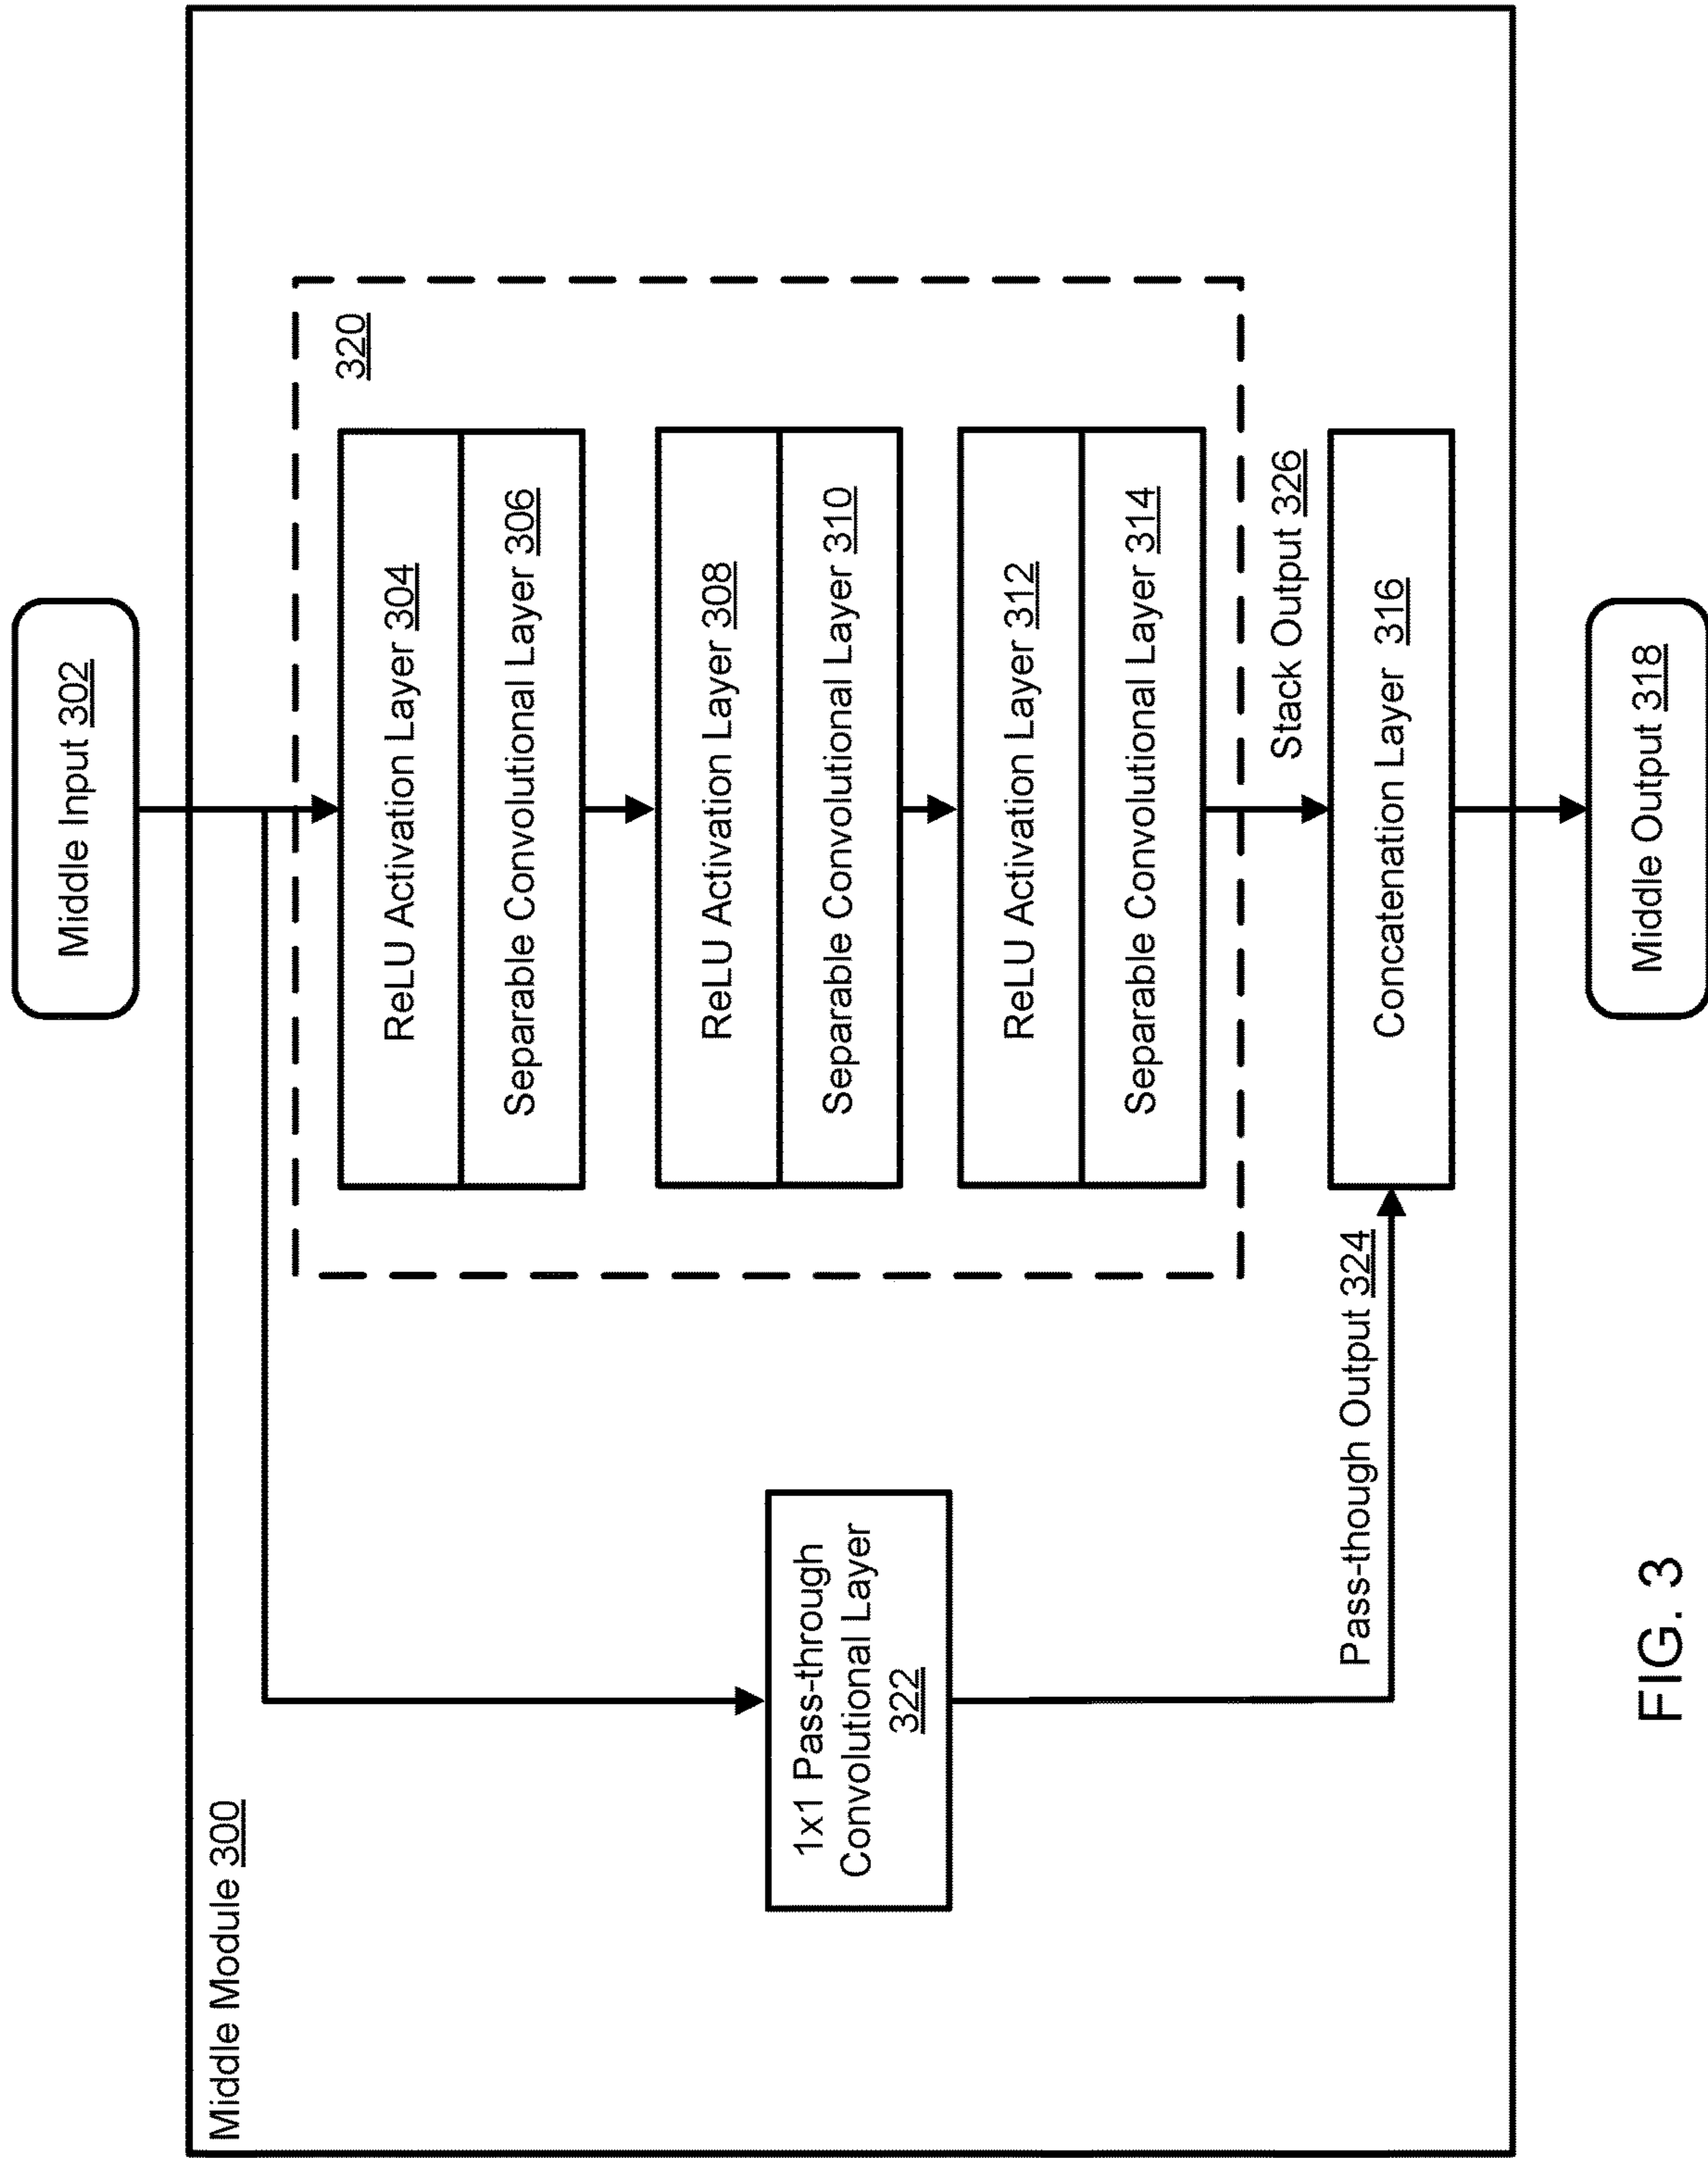 Middle Input 302
Middle Module 300
320
ReLU Activation Layer 304
Separable Convolutional Layer 306
ReLU Activation Layer 308
Separable Convolutional Layer 310
1x1 Pass-through
Convolutional Layer
322
ReLU Activation Layer 312
Separable Convolutional Layer 314
Stack Output 326
Pass-though Output 324
Concatenation Layer 316
Middle Output 318
FIG. 3